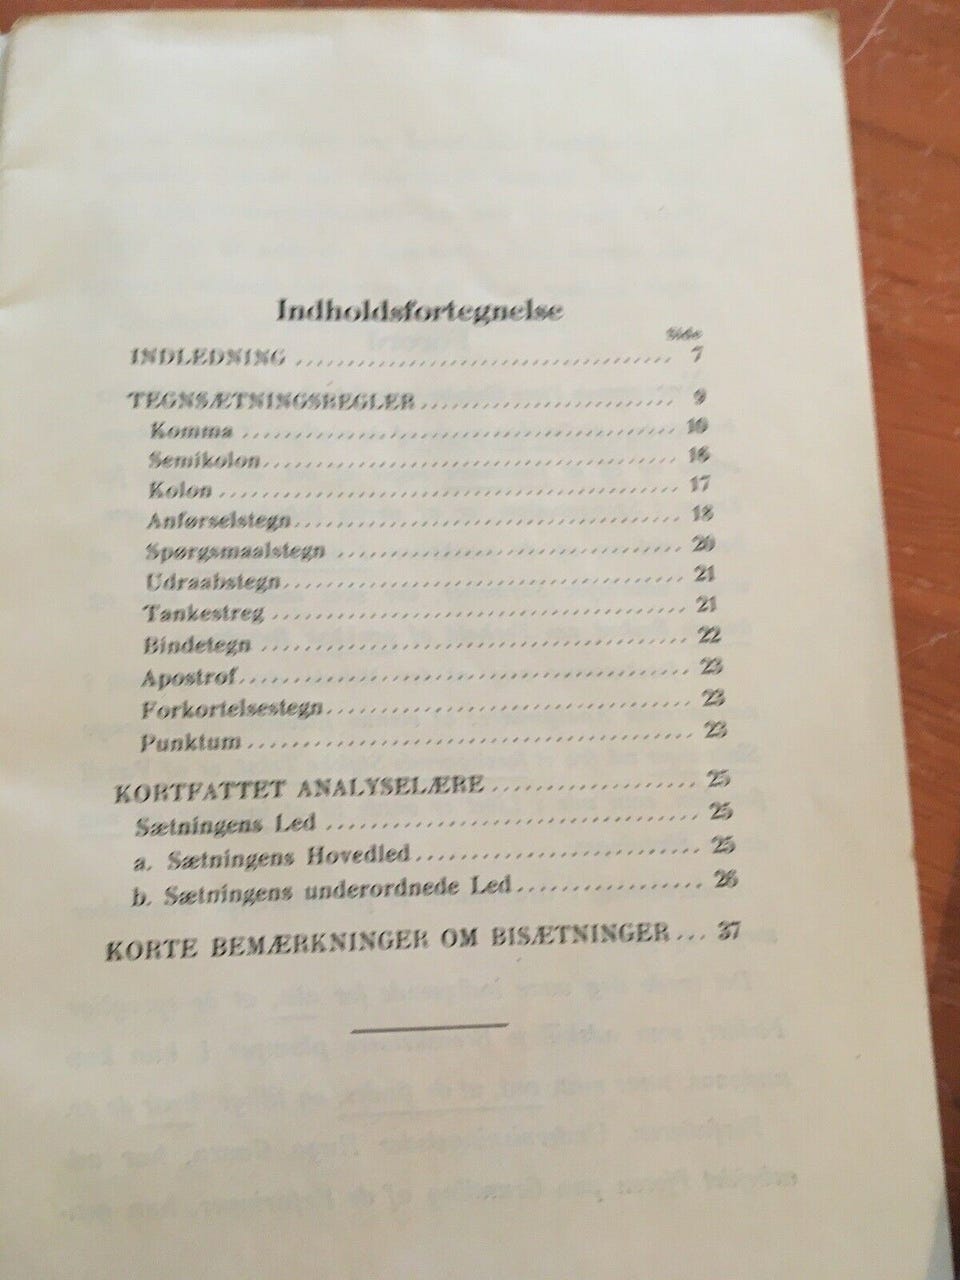 Indholdsfortegnelse
Side
INDLEDNING ........................................ 7
TEGNSÆTNINGSREGLER ........................... 9
Komma ............................................. 10
Semikolon .......................................... 16
Kolon .............................................. 17
Anførselstegn ...................................... 18
Spørgsmaalstegn ................................... 20
Udraabstegn ........................................ 21
Tankestreg ......................................... 21
Bindetegn .......................................... 22
Apostrof ........................................... 23
Forkortelsestegn ................................... 23
Punktum ............................................ 23
KORTFATTET ANALYSELÆRE ....................... 25
Sætningens Led .................................... 25
a. Sætningens Hovedled ............................ 25
b. Sætningens underordnede Led .................... 26
KORTE BEMÆRKNINGER OM BISÆTNINGER ... 37